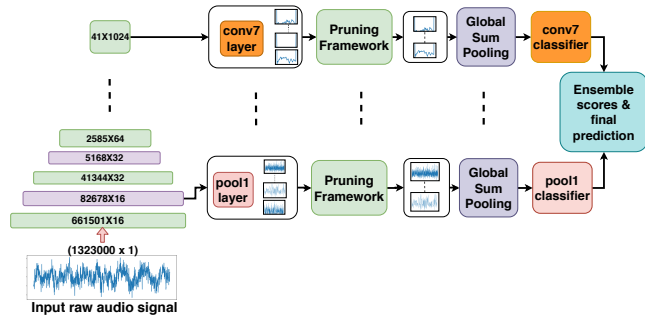 41X1024
conv7
layer
Pruning
Framework
Global
Sum
Pooling
conv7
classifier
Ensemble
scores &
final
prediction
2585X64
5168X32
41344X32
82678X16
661501X16
pool1
layer
Pruning
Framework
Global
Sum
Pooling
pool1
classifier
(1323000 x 1)
Input raw audio signal